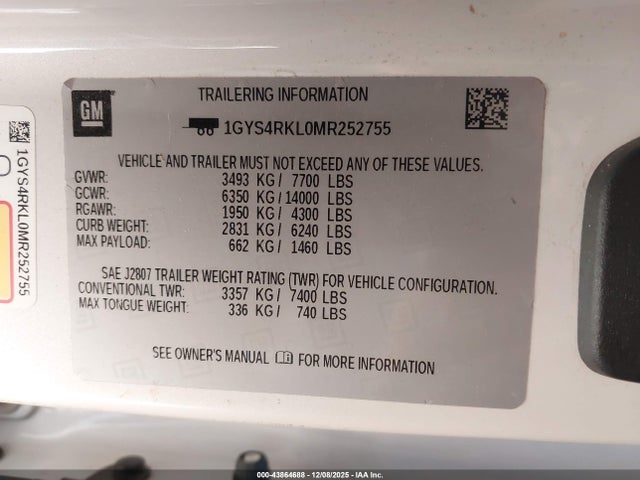 GM
TRAILERING INFORMATION
1GYS4RKL0MR252755
VEHICLE AND TRAILER MUST NOT EXCEED ANY OF THESE VALUES.
GVWR: 3493 KG/ 7700 LBS
GCWR: 6350 KG/14000 LBS
RGAWR: 1950 KG/ 4300 LBS
CURB WEIGHT: 2831 KG/ 6240 LBS
MAX PAYLOAD: 662 KG/ 1460 LBS
SAE J2807 TRAILER WEIGHT RATING (TWR) FOR VEHICLE CONFIGURATION.
CONVENTIONAL TWR: 3357 KG/ 7400 LBS
MAX TONGUE WEIGHT: 336 KG/ 740 LBS
SEE OWNER'S MANUAL FOR MORE INFORMATION
1GYS4RKL0MR252755
000-43864688 - 12/08/2025 - IAA Inc.